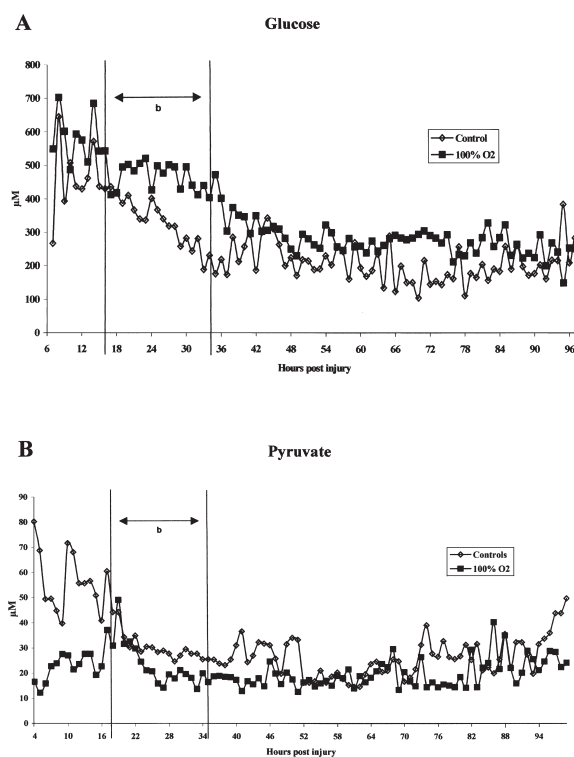 A
Glucose
800
700
600
500
400
300
200
100
0
µM
b
Control
100% O2
6 12 18 24 30 36 42 48 54 60 66 72 78 84 90 96
Hours post injury
B
Pyruvate
90
80
70
60
50
40
30
20
10
0
µM
b
Controls
100% O2
4 10 16 22 28 34 40 46 52 58 64 70 76 82 88 94
Hours post injury